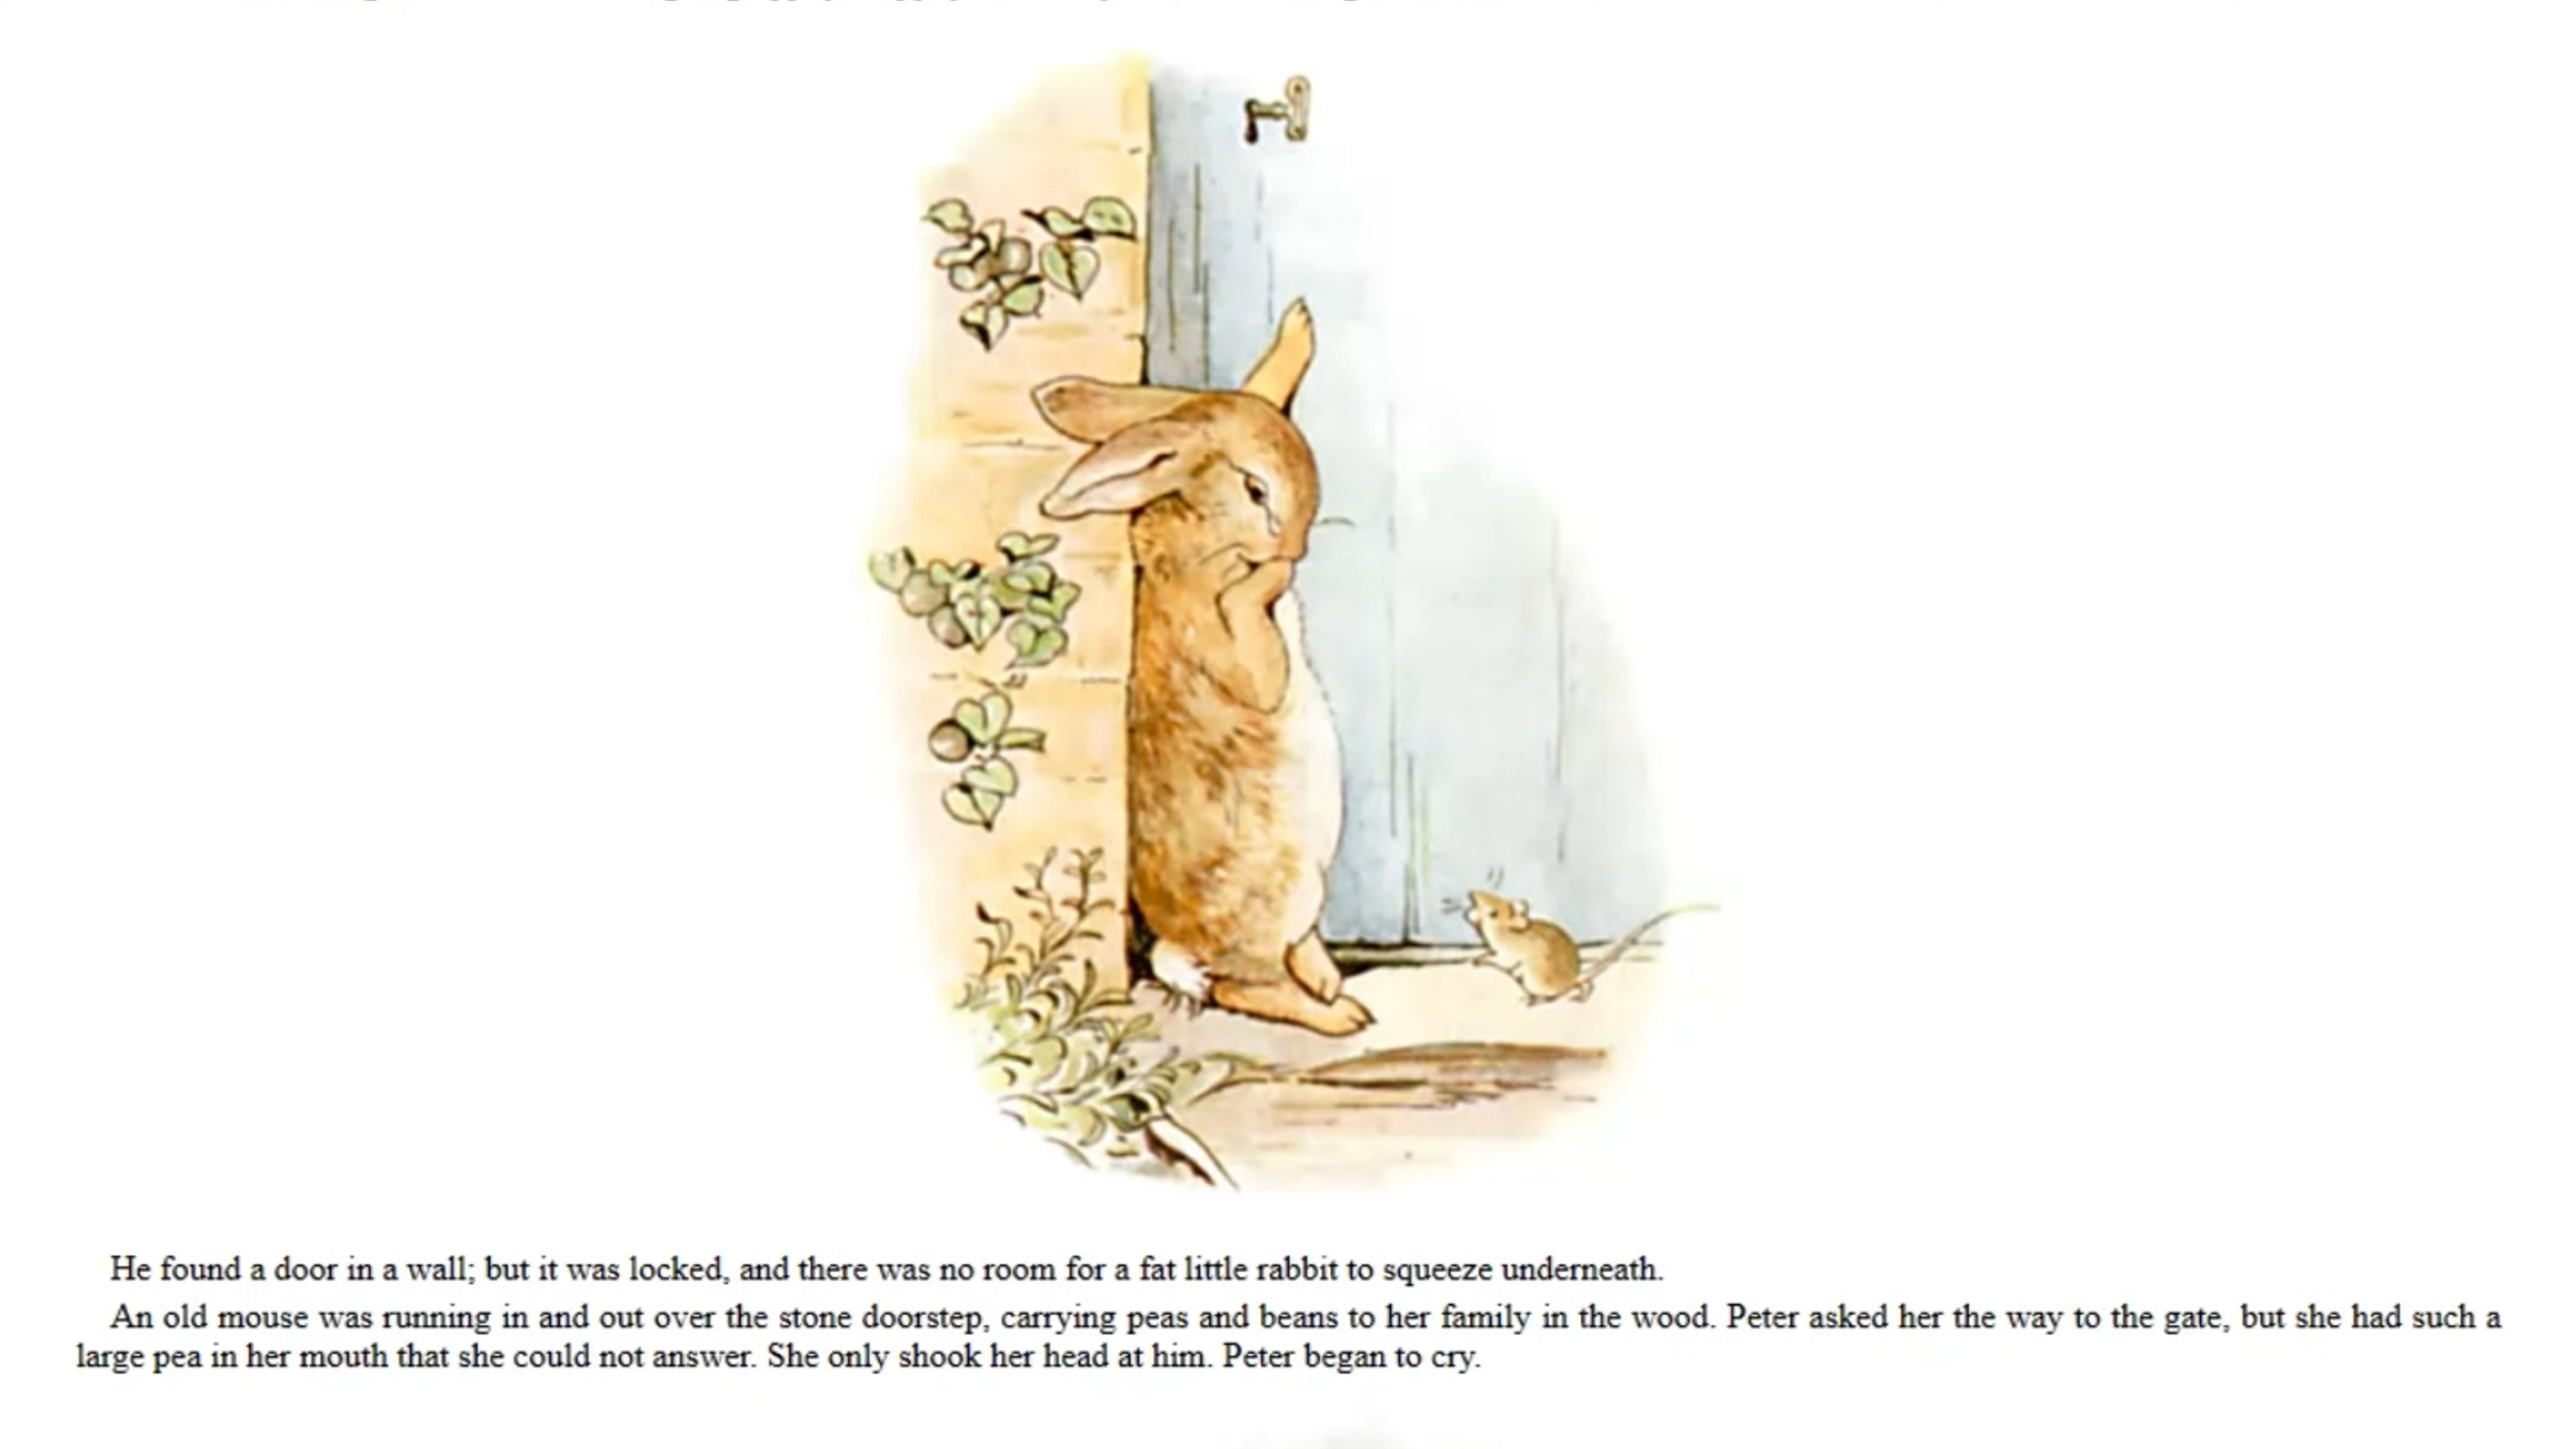 He found a door in a wall; but it was locked, and there was no room for a fat little rabbit to squeeze underneath.
An old mouse was running in and out over the stone doorstep, carrying peas and beans to her family in the wood. Peter asked her the way to the gate, but she had such a
large pea in her mouth that she could not answer. She only shook her head at him. Peter began to cry.